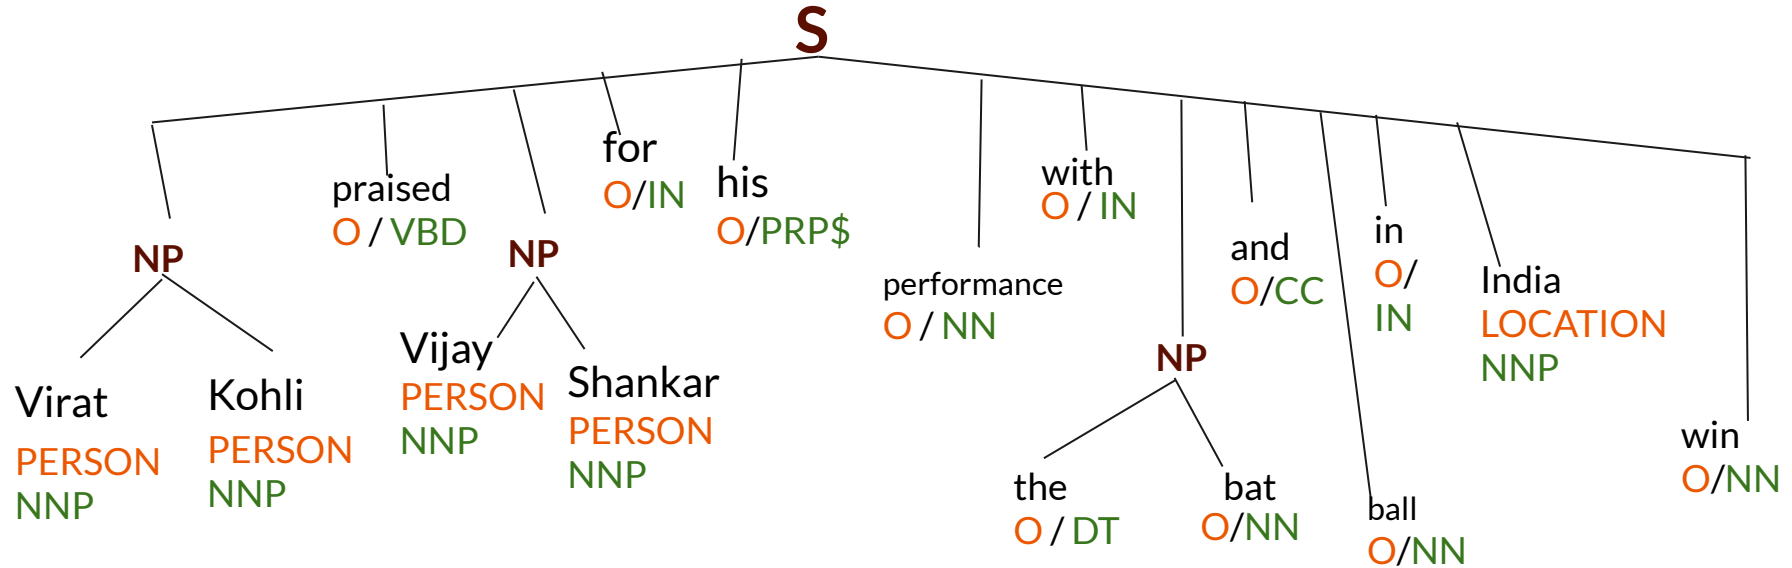 S
NP
Virat
PERSON
NNP
Kohli
PERSON
NNP
praised
O / VBD
NP
Vijay
PERSON
NNP
Shankar
PERSON
NNP
for
O/IN
his
O/PRP$
performance
O / NN
with
O / IN
NP
the
O / DT
bat
O/NN
and
O/CC
ball
O/NN
in
O/
IN
India
LOCATION
NNP
win
O/NN